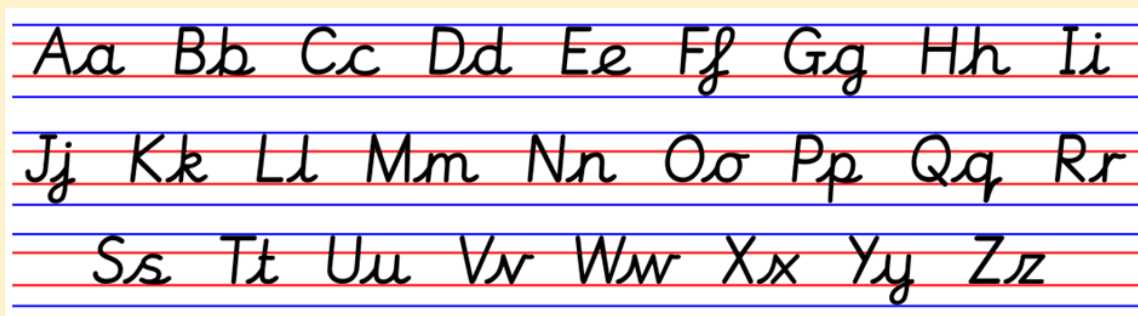 Aa Bb Cc Dd Ee Ff Gg Hh Ii
Jj Kk Ll Mm Nn Oo Pp Qq Rr
Ss Tt Uu Vv Ww Xx Yy Zz